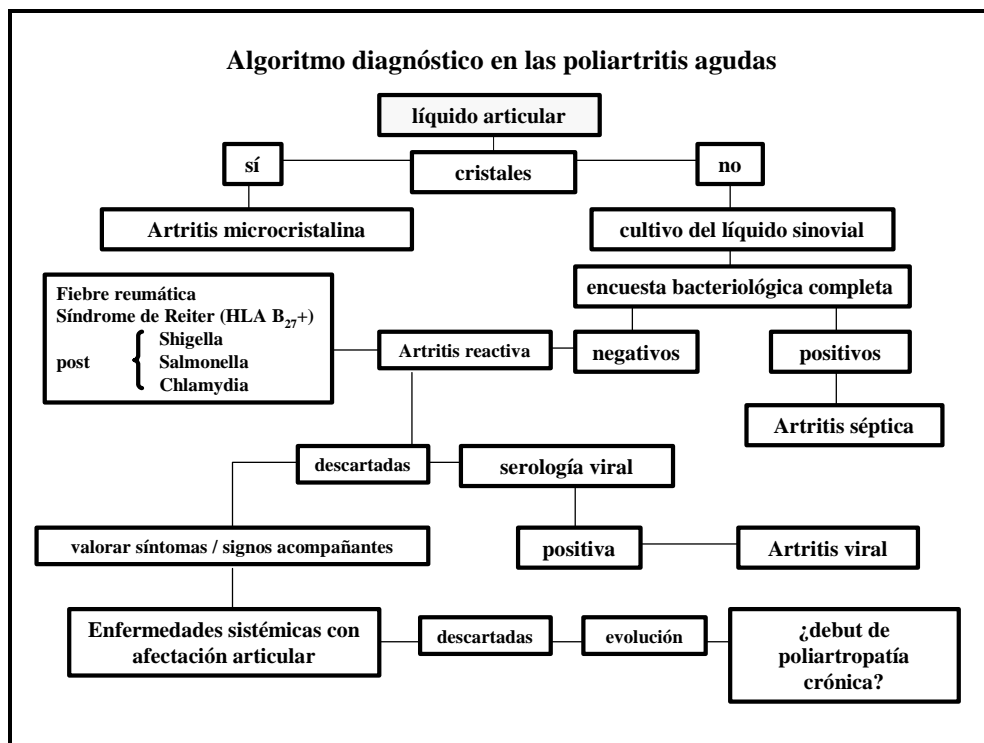 Algoritmo diagnóstico en las poliartritis agudas
líquido articular
sí
cristales
no
Artritis microcristalina
cultivo del líquido sinovial
encuesta bacteriológica completa
Fiebre reumática
Síndrome de Reiter (HLA B27+)
post
Shigella
Salmonella
Chlamydia
Artritis reactiva
negativos
positivos
Artritis séptica
descartadas
serología viral
valorar síntomas / signos acompañantes
positiva
Artritis viral
Enfermedades sistémicas con
afectación articular
descartadas
evolución
¿debut de
poliartropatía
crónica?